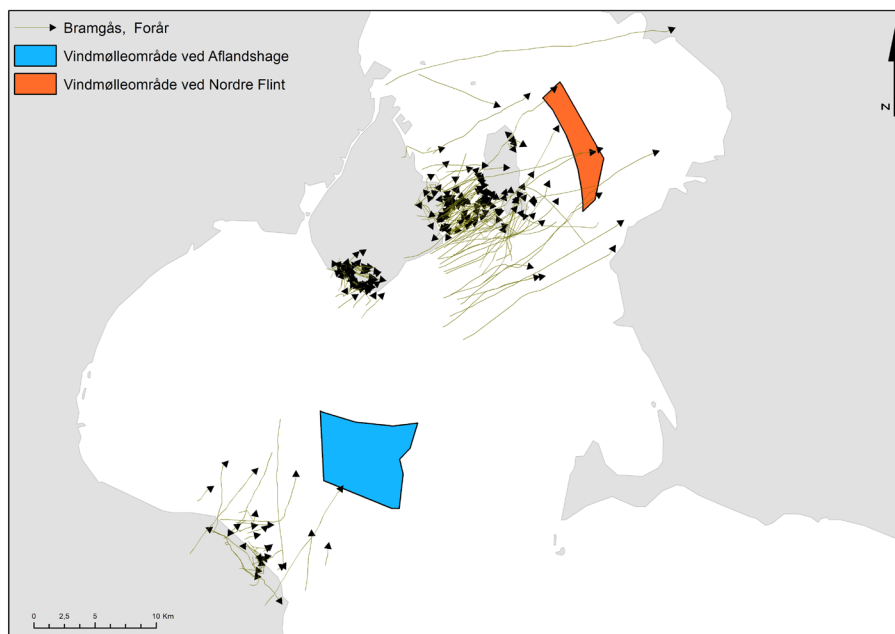 Bramgås, Forår
Vindmølleområde ved Aflandshage
Vindmølleområde ved Nordre Flint
N
0 2,5 5 10 Km